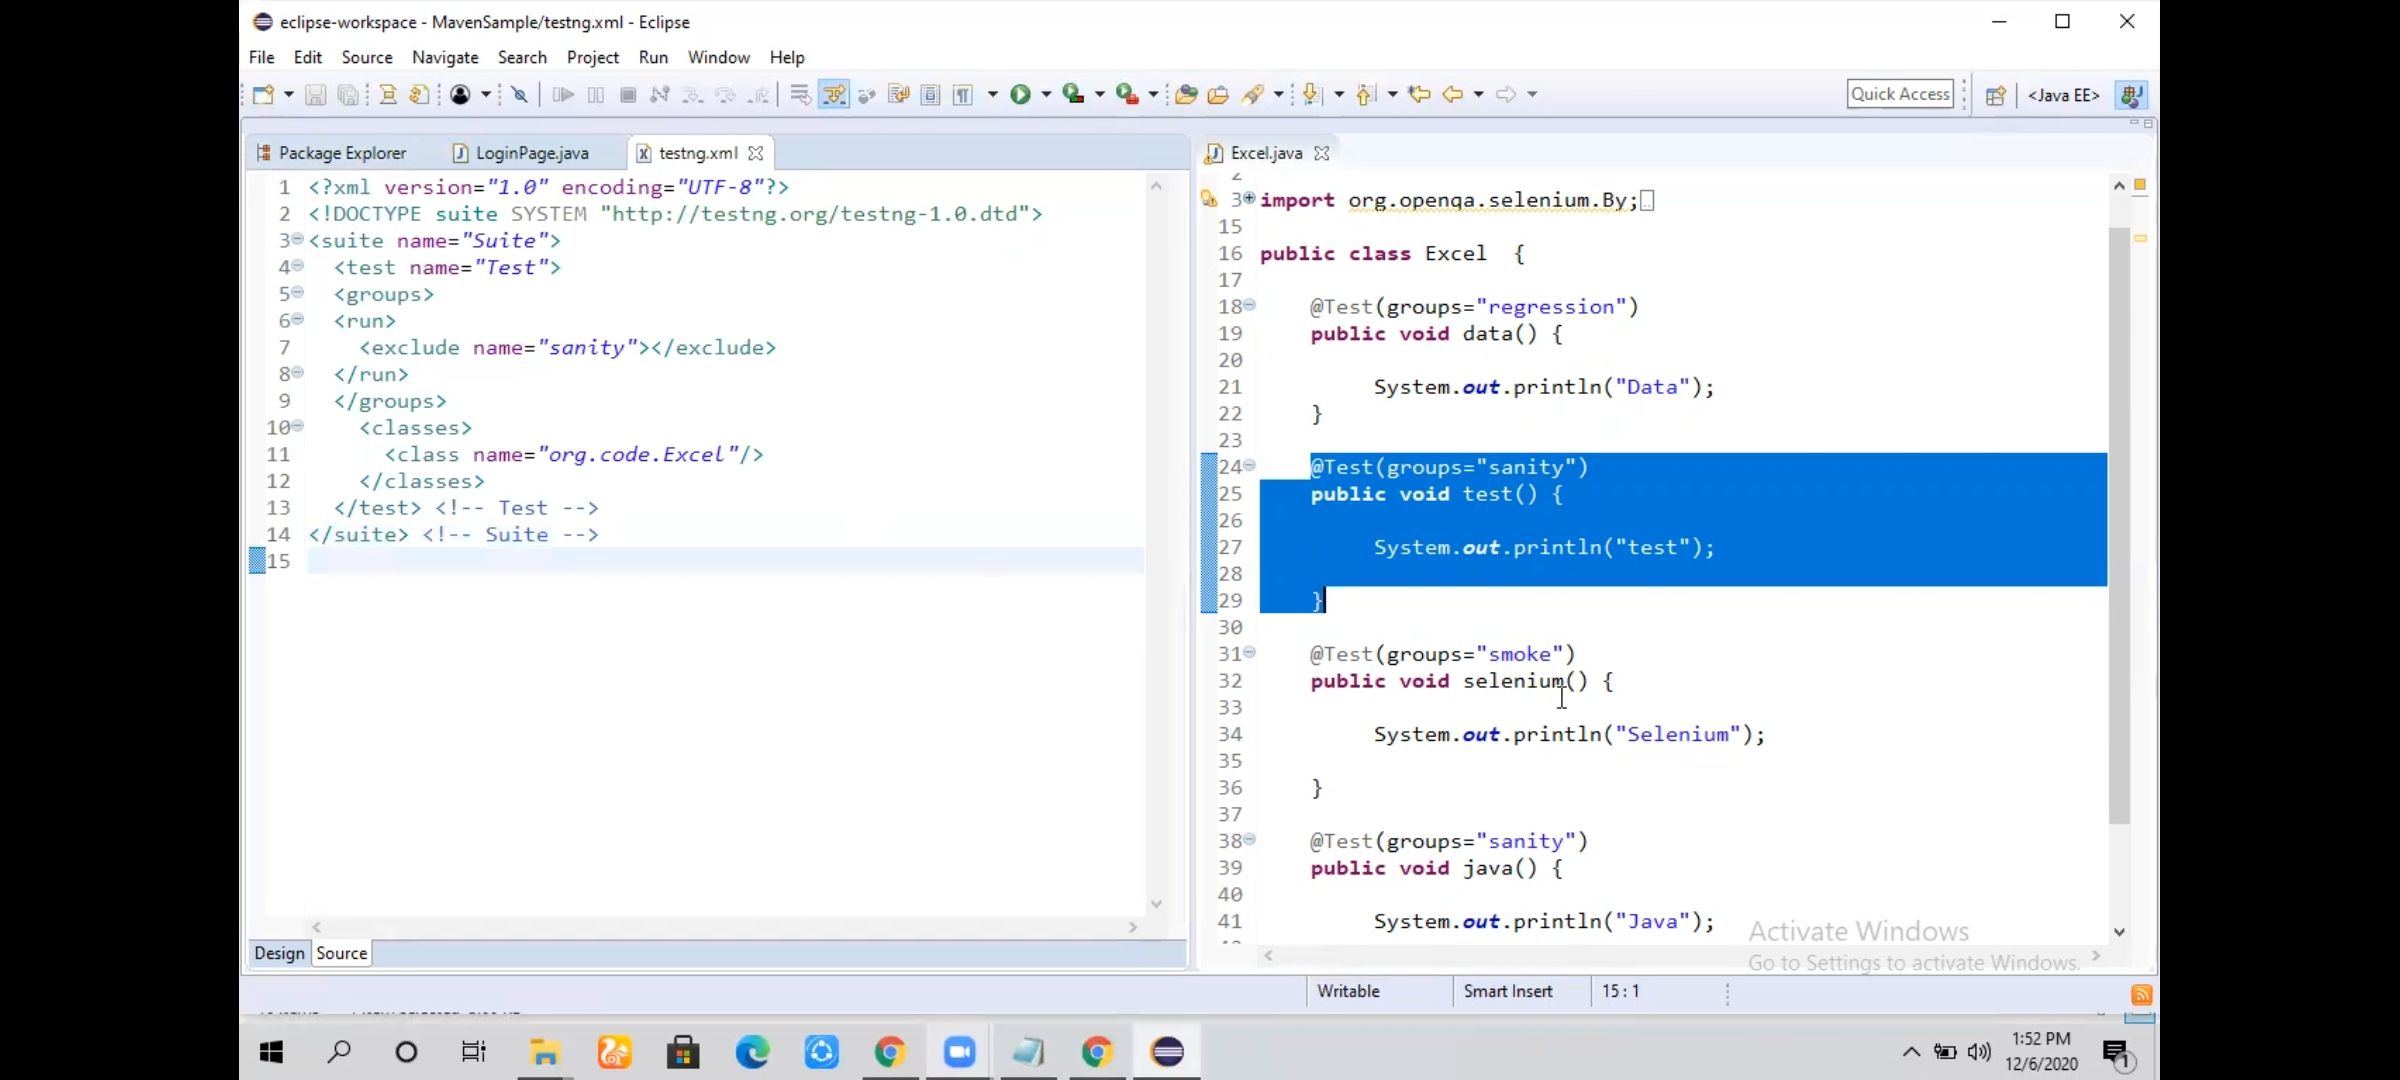 eclipse-workspace - MavenSample/testng.xml - Eclipse
File Edit Source Navigate Search Project Run Window Help
Quick Access <Java EE>
Package Explorer LoginPage.java testng.xml
1 <?xml version="1.0" encoding="UTF-8"?>
2 <!DOCTYPE suite SYSTEM "http://testng.org/testng-1.0.dtd">
3 <suite name="Suite">
4 <test name="Test">
5 <groups>
6 <run>
7 <exclude name="sanity"></exclude>
8 </run>
9 </groups>
10 <classes>
11 <class name="org.code.Excel"/>
12 </classes>
13 </test> <!-- Test -->
14 </suite> <!-- Suite -->
15
Design Source
Excel.java
2
3 import org.openqa.selenium.By;
15
16 public class Excel {
17
18 @Test(groups="regression")
19 public void data() {
20
21 System.out.println("Data");
22 }
23
24 @Test(groups="sanity")
25 public void test() {
26
27 System.out.println("test");
28
29 }
30
31 @Test(groups="smoke")
32 public void selenium() {
33
34 System.out.println("Selenium");
35
36 }
37
38 @Test(groups="sanity")
39 public void java() {
40
41 System.out.println("Java");
Activate Windows
Go to Settings to activate Windows.
Writable Smart Insert 15:1
1:52 PM
12/6/2020
1